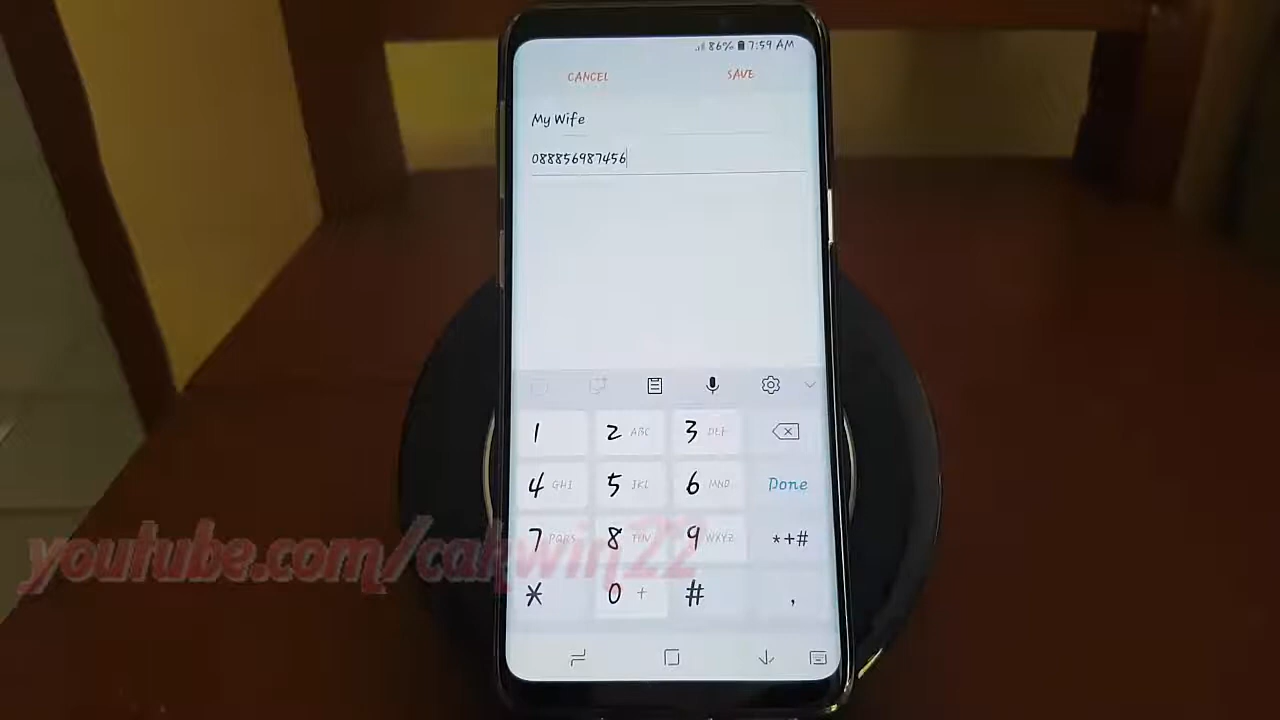 86% 7:59 AM
CANCEL SAVE
My Wife
088856987456
1 2 ABC 3 DEF
4 GHI 5 JKL 6 MNO Done
7 PQRS 8 TUV 9 WXYZ *+#
* 0 + # ,
youtube.com/cakwin22